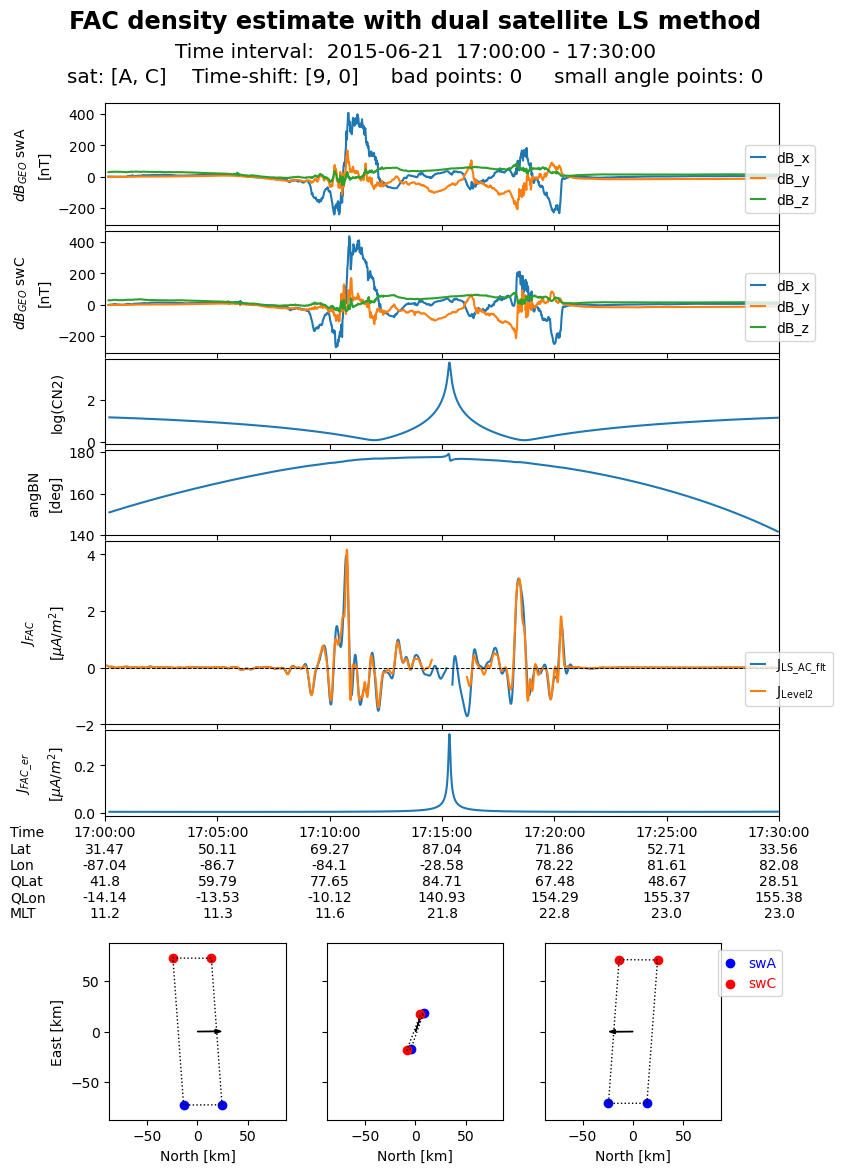 FAC density estimate with dual satellite LS method
Time interval:  2015-06-21  17:00:00 - 17:30:00
sat: [A, C]    Time-shift: [9, 0]     bad points: 0     small angle points: 0
dB_GEO swA
[nT]
400
200
0
−200
dB_x
dB_y
dB_z
dB_GEO swC
[nT]
400
200
0
−200
dB_x
dB_y
dB_z
log(CN2)
2
0
angBN
[deg]
180
160
140
J_FAC
[μA/m²]
4
2
0
−2
J_LS_AC_flt
J_Level2
J_FAC_er
[μA/m²]
0.2
0.0
Time 17:00:00 17:05:00 17:10:00 17:15:00 17:20:00 17:25:00 17:30:00
Lat 31.47 50.11 69.27 87.04 71.86 52.71 33.56
Lon -87.04 -86.7 -84.1 -28.58 78.22 81.61 82.08
QLat 41.8 59.79 77.65 84.71 67.48 48.67 28.51
QLon -14.14 -13.53 -10.12 140.93 154.29 155.37 155.38
MLT 11.2 11.3 11.6 21.8 22.8 23.0 23.0
East [km]
50
0
−50
swA
swC
−50 0 50
−50 0 50
−50 0 50
North [km]
North [km]
North [km]